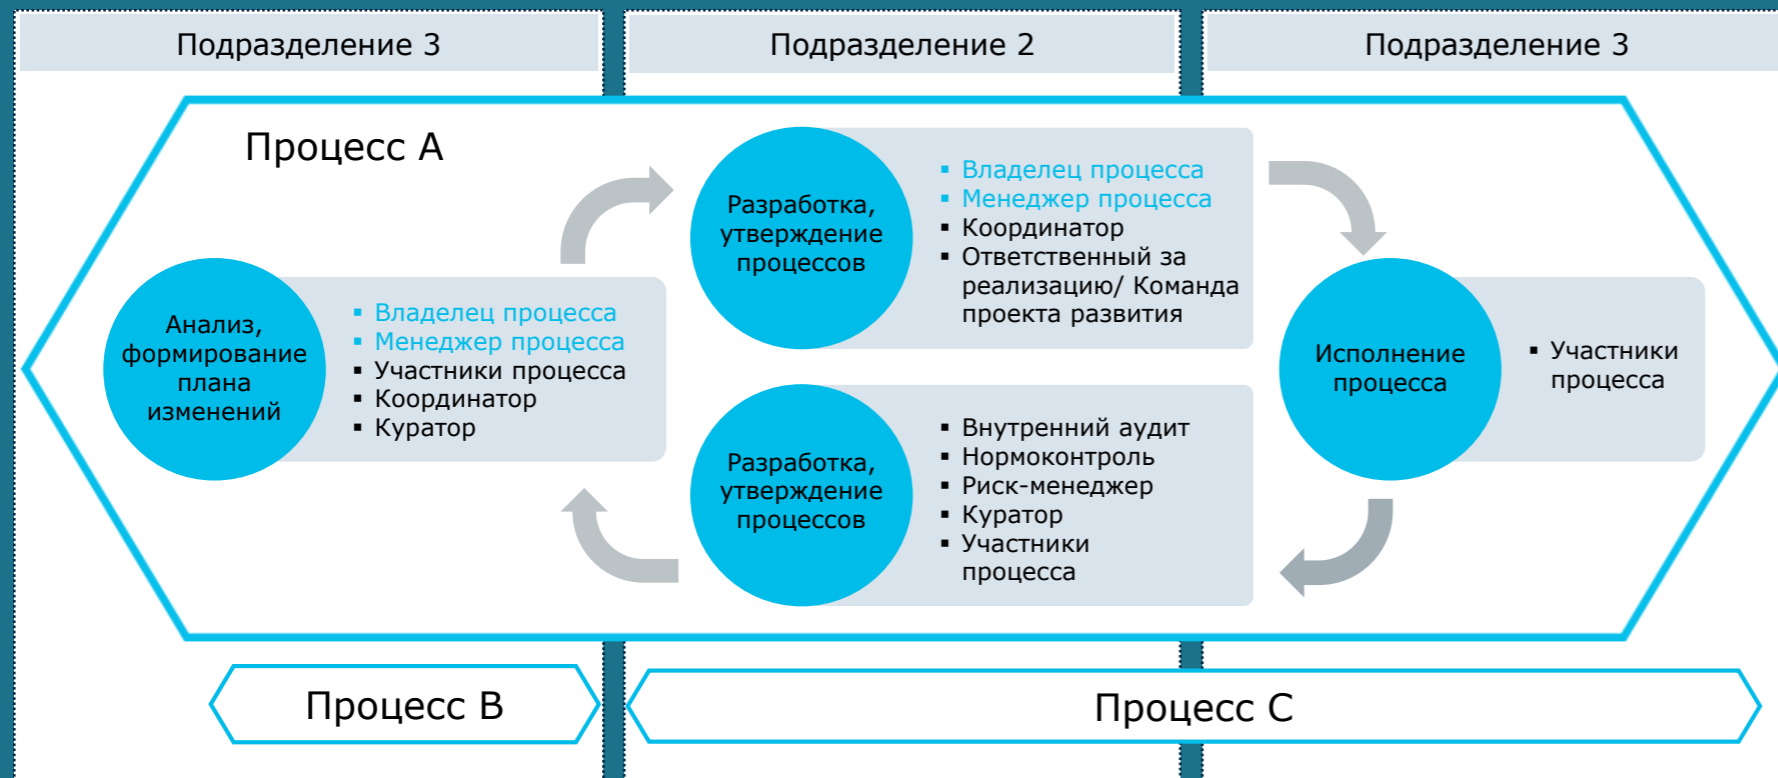 Подразделение 3
Подразделение 2
Подразделение 3
Процесс А
Анализ,
формирование
плана
изменений
▪ Владелец процесса
▪ Менеджер процесса
▪ Участники процесса
▪ Координатор
▪ Куратор
Разработка,
утверждение
процессов
▪ Владелец процесса
▪ Менеджер процесса
▪ Координатор
▪ Ответственный за
реализацию/ Команда
проекта развития
Исполнение
процесса
▪ Участники
процесса
Разработка,
утверждение
процессов
▪ Внутренний аудит
▪ Нормоконтроль
▪ Риск-менеджер
▪ Куратор
▪ Участники
процесса
Процесс В
Процесс С